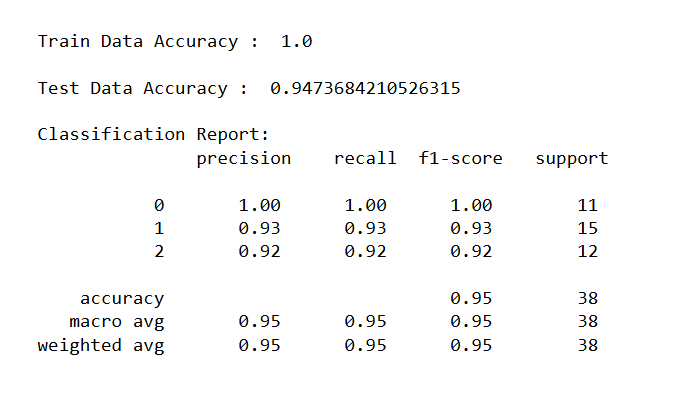 Train Data Accuracy :  1.0
Test Data Accuracy :  0.9473684210526315
Classification Report:
precision    recall  f1-score   support
0       1.00      1.00      1.00        11
1       0.93      0.93      0.93        15
2       0.92      0.92      0.92        12
accuracy                           0.95        38
macro avg       0.95      0.95      0.95        38
weighted avg       0.95      0.95      0.95        38